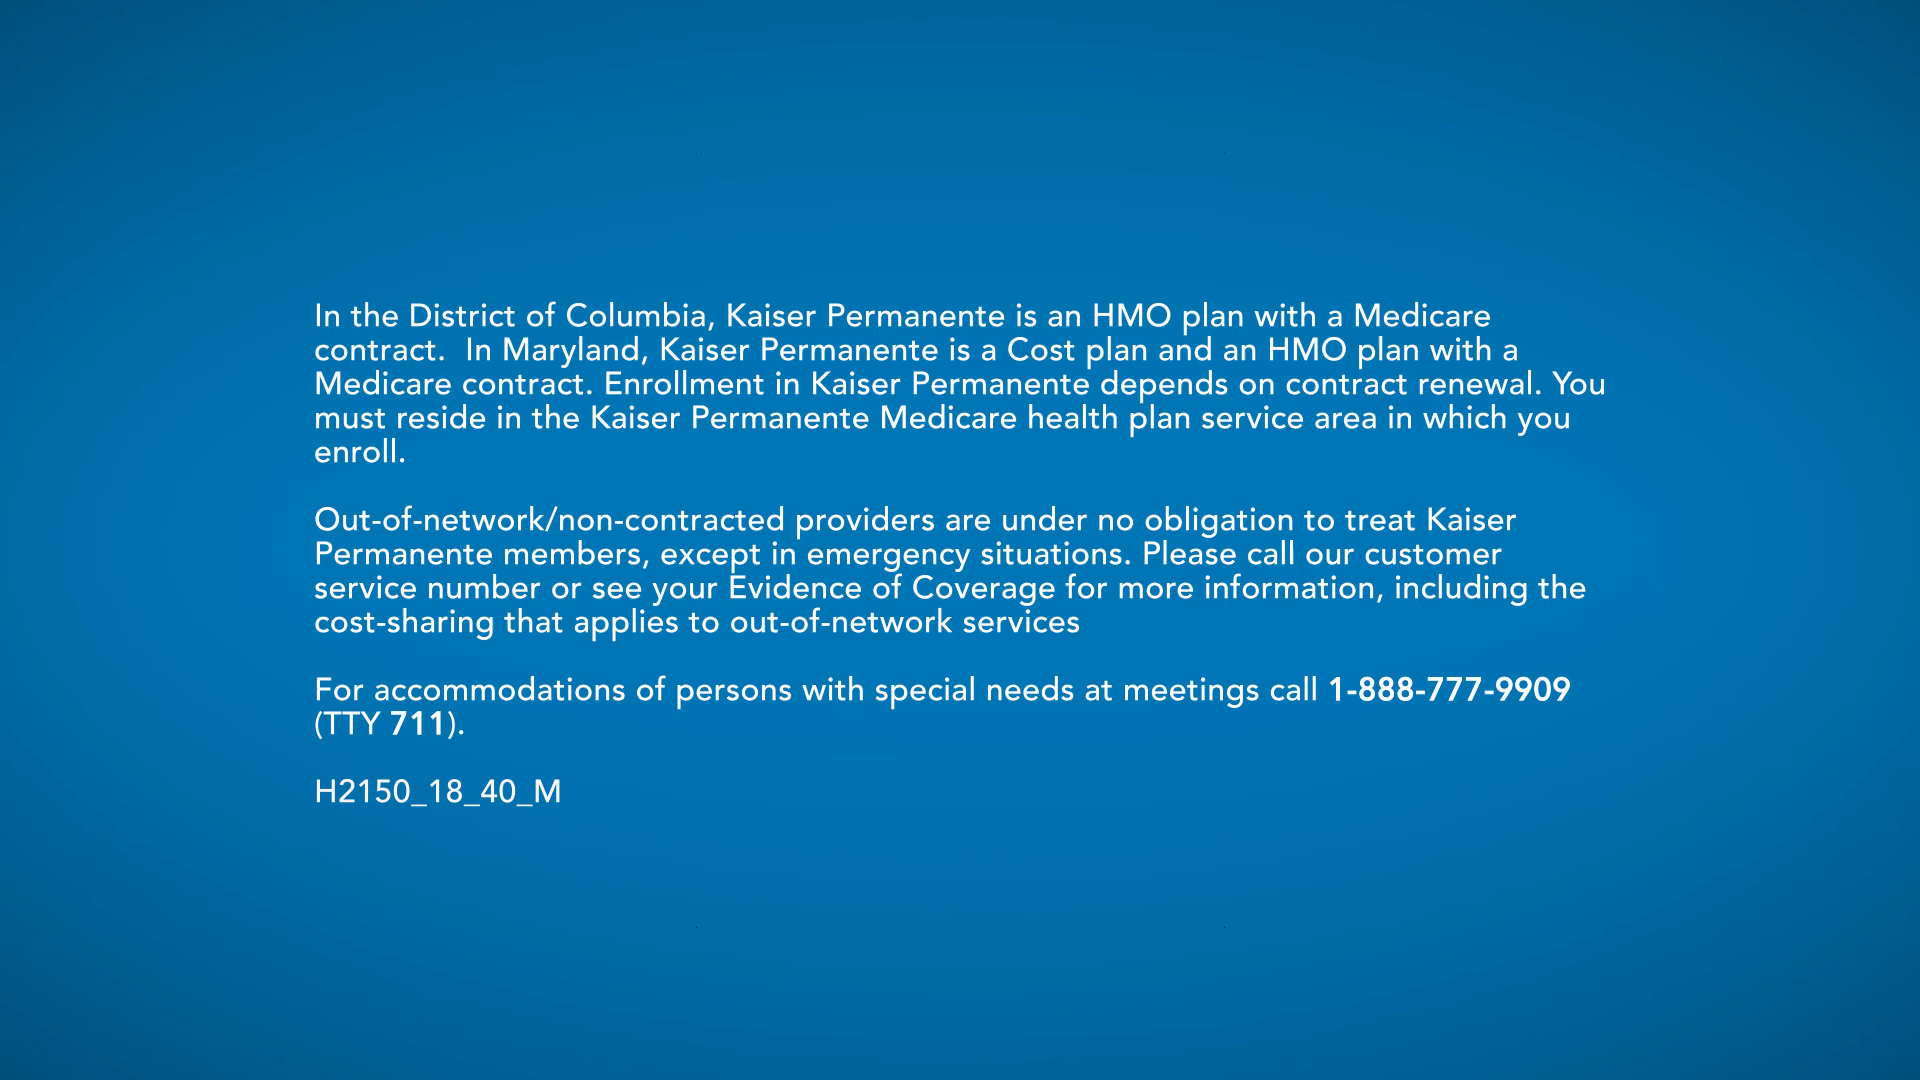 In the District of Columbia, Kaiser Permanente is an HMO plan with a Medicare
contract.  In Maryland, Kaiser Permanente is a Cost plan and an HMO plan with a
Medicare contract. Enrollment in Kaiser Permanente depends on contract renewal. You
must reside in the Kaiser Permanente Medicare health plan service area in which you
enroll.
Out-of-network/non-contracted providers are under no obligation to treat Kaiser
Permanente members, except in emergency situations. Please call our customer
service number or see your Evidence of Coverage for more information, including the
cost-sharing that applies to out-of-network services
For accommodations of persons with special needs at meetings call 1-888-777-9909
(TTY 711).
H2150_18_40_M